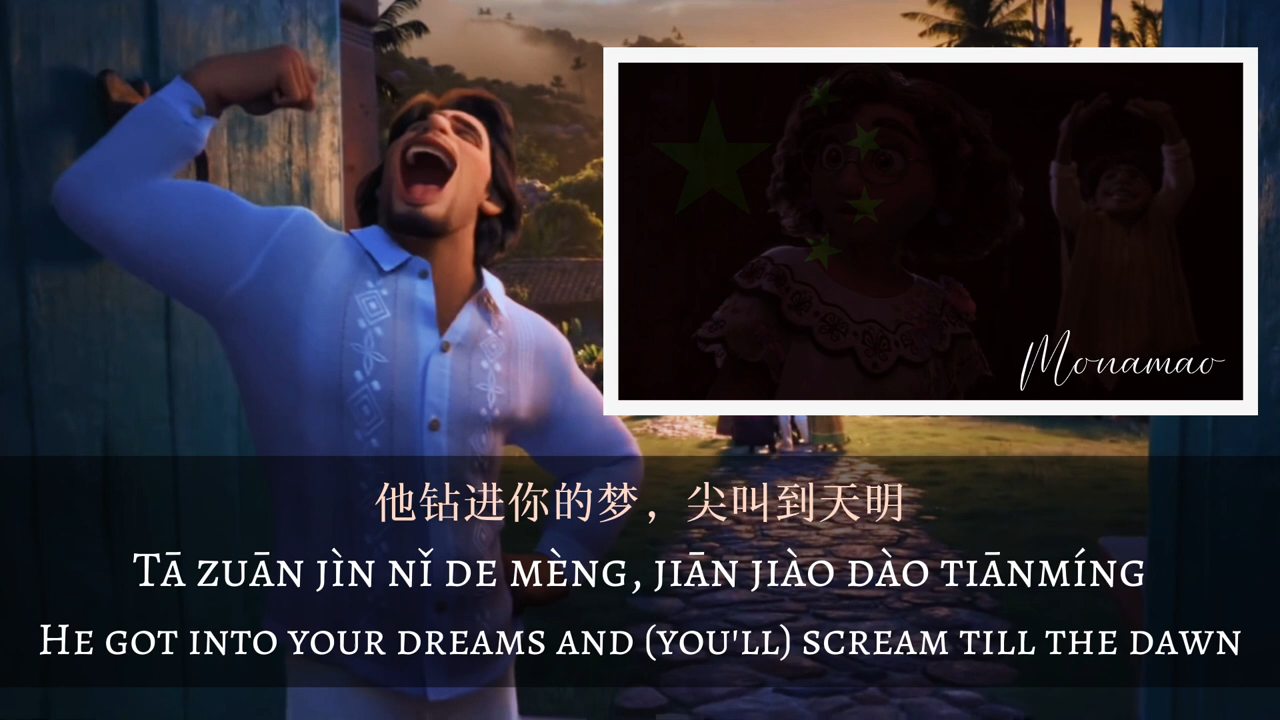 Monamao
他钻进你的梦，尖叫到天明
Tā zuān jìn nǐ de mèng, jiān jiào dào tiānmíng
He got into your dreams and (you'll) scream till the dawn